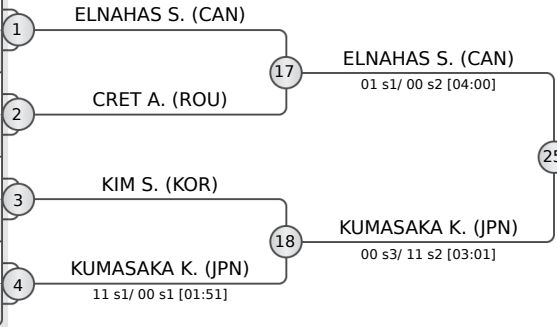 ELNAHAS S. (CAN)
1
17
ELNAHAS S. (CAN)
01 s1/ 00 s2 [04:00]
CRET A. (ROU)
2
25
KIM S. (KOR)
3
18
KUMASAKA K. (JPN)
00 s3/ 11 s2 [03:01]
KUMASAKA K. (JPN)
4
11 s1/ 00 s1 [01:51]